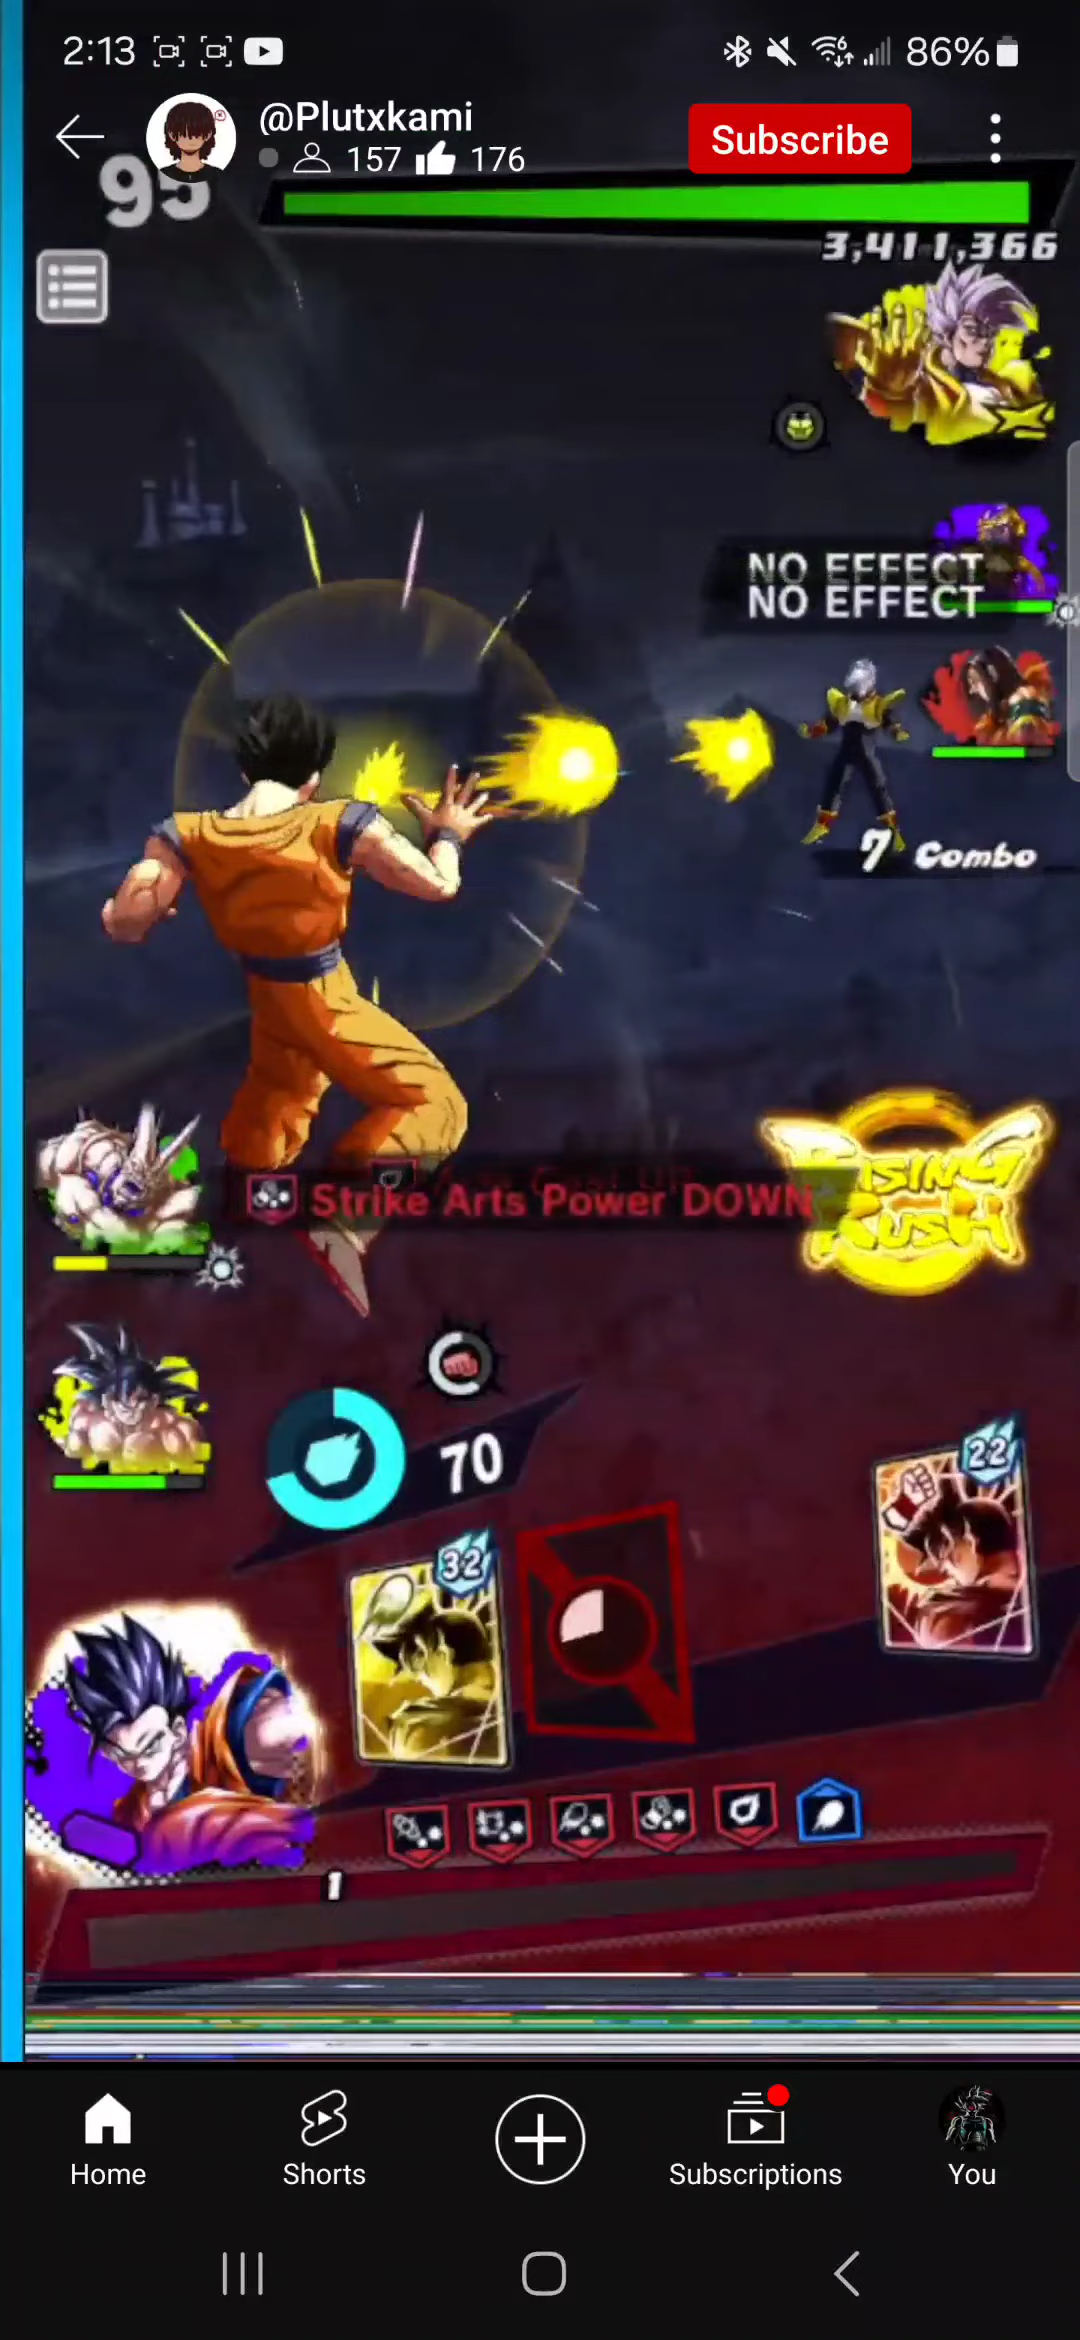 2:13
86%
@Plutxkami
157 176
Subscribe
95
3,411,366
NO EFFECT
NO EFFECT
7 Combo
RISING
RUSH
Strike Arts Power DOWN
70
22
32
1
Home
Shorts
Subscriptions
You